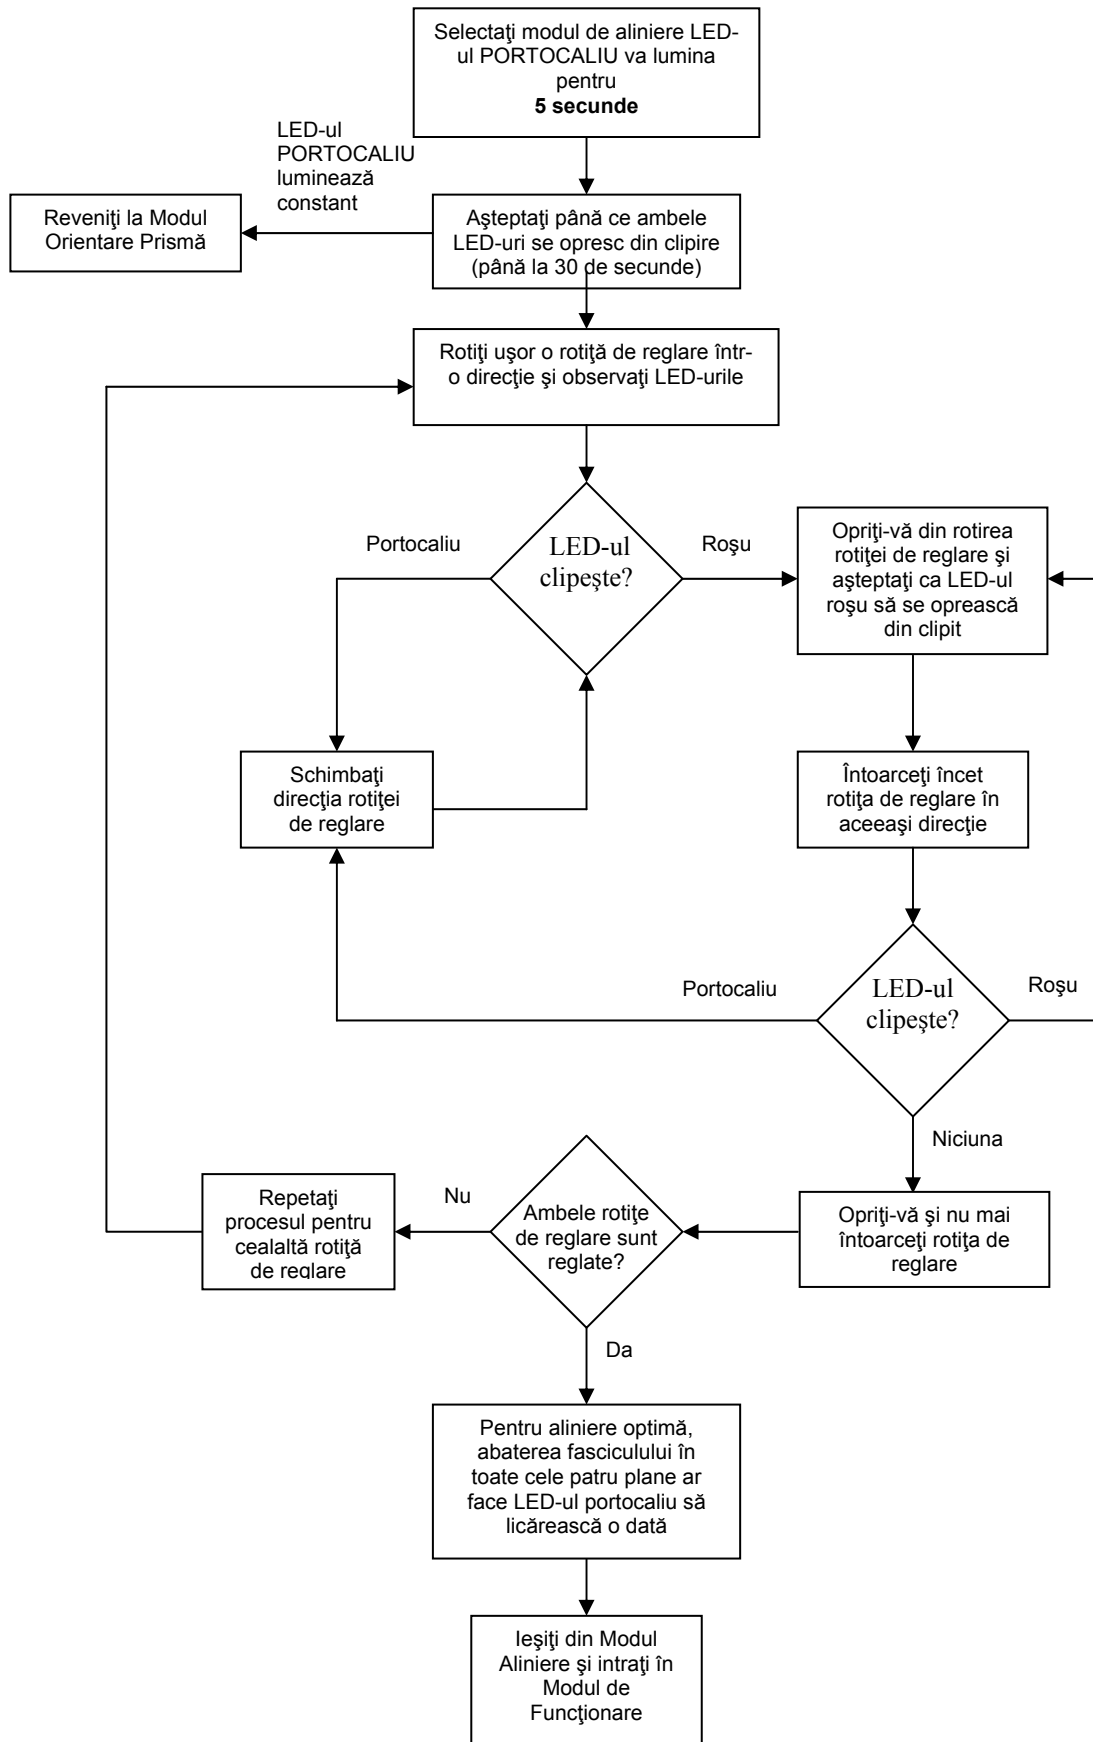 Selectaţi modul de aliniere LED-
ul PORTOCALIU va lumina
pentru
5 secunde
LED-ul
PORTOCALIU
luminează
constant
Reveniţi la Modul
Orientare Prismă
Aşteptaţi până ce ambele
LED-uri se opresc din clipire
(până la 30 de secunde)
Rotiţi uşor o rotiţă de reglare într-
o direcţie şi observaţi LED-urile
Portocaliu
LED-ul
clipeşte?
Roşu
Opriţi-vă din rotirea
rotiţei de reglare şi
aşteptaţi ca LED-ul
roşu să se oprească
din clipit
Schimbaţi
direcţia rotiţei
de reglare
Întoarceţi încet
rotiţa de reglare în
aceeaşi direcţie
Portocaliu
LED-ul
clipeşte?
Roşu
Niciuna
Repetaţi
procesul pentru
cealaltă rotiţă
de reglare
Nu
Ambele rotiţe
de reglare sunt
reglate?
Opriţi-vă şi nu mai
întoarceţi rotiţa de
reglare
Da
Pentru aliniere optimă,
abaterea fasciculului în
toate cele patru plane ar
face LED-ul portocaliu să
licărească o dată
Ieşiţi din Modul
Aliniere şi intraţi în
Modul de
Funcţionare